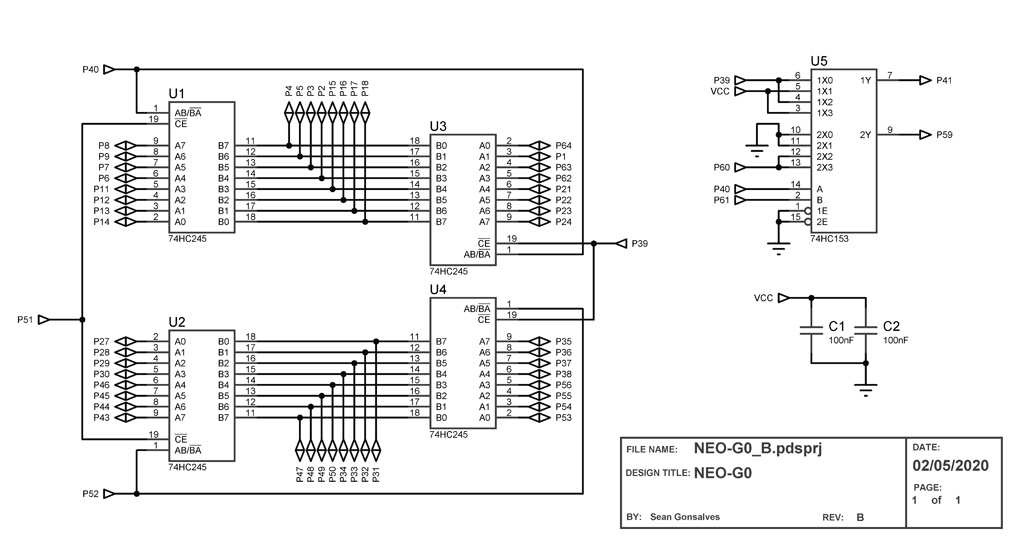 P40
P51
P52
P4 P5 P3 P2 P15 P16 P17 P18
U1
1 AB/BA
19 CE
P8 9 A7 B7 11
P9 8 A6 B6 12
P7 7 A5 B5 13
P6 6 A4 B4 14
P11 5 A3 B3 15
P12 4 A2 B2 16
P13 3 A1 B1 17
P14 2 A0 B0 18
74HC245
U3
18 B0 A0 2 P64
17 B1 A1 3 P1
16 B2 A2 4 P63
15 B3 A3 5 P62
14 B4 A4 6 P21
13 B5 A5 7 P22
12 B6 A6 8 P23
11 B7 A7 9 P24
CE 19
AB/BA 1
74HC245
P39
U2
P27 2 A0 B0 18
P28 3 A1 B1 17
P29 4 A2 B2 16
P30 5 A3 B3 15
P46 6 A4 B4 14
P45 7 A5 B5 13
P44 8 A6 B6 12
P43 9 A7 B7 11
19 CE
1 AB/BA
74HC245
U4
AB/BA 1
CE 19
11 B7 A7 9 P35
12 B6 A6 8 P36
13 B5 A5 7 P37
14 B4 A4 6 P38
15 B3 A3 5 P56
16 B2 A2 4 P55
17 B1 A1 3 P54
18 B0 A0 2 P53
74HC245
P47 P48 P49 P50 P34 P33 P32 P31
U5
P39 6 1X0 1Y 7 P41
VCC 5 1X1
4 1X2
3 1X3
10 2X0 2Y 9 P59
11 2X1
12 2X2
P60 13 2X3
P40 14 A
P61 2 B
1 1E
15 2E
74HC153
VCC
C1
100nF
C2
100nF
FILE NAME: NEO-G0_B.pdsprj
DESIGN TITLE: NEO-G0
BY: Sean Gonsalves REV: B
DATE:
02/05/2020
PAGE:
1 of 1